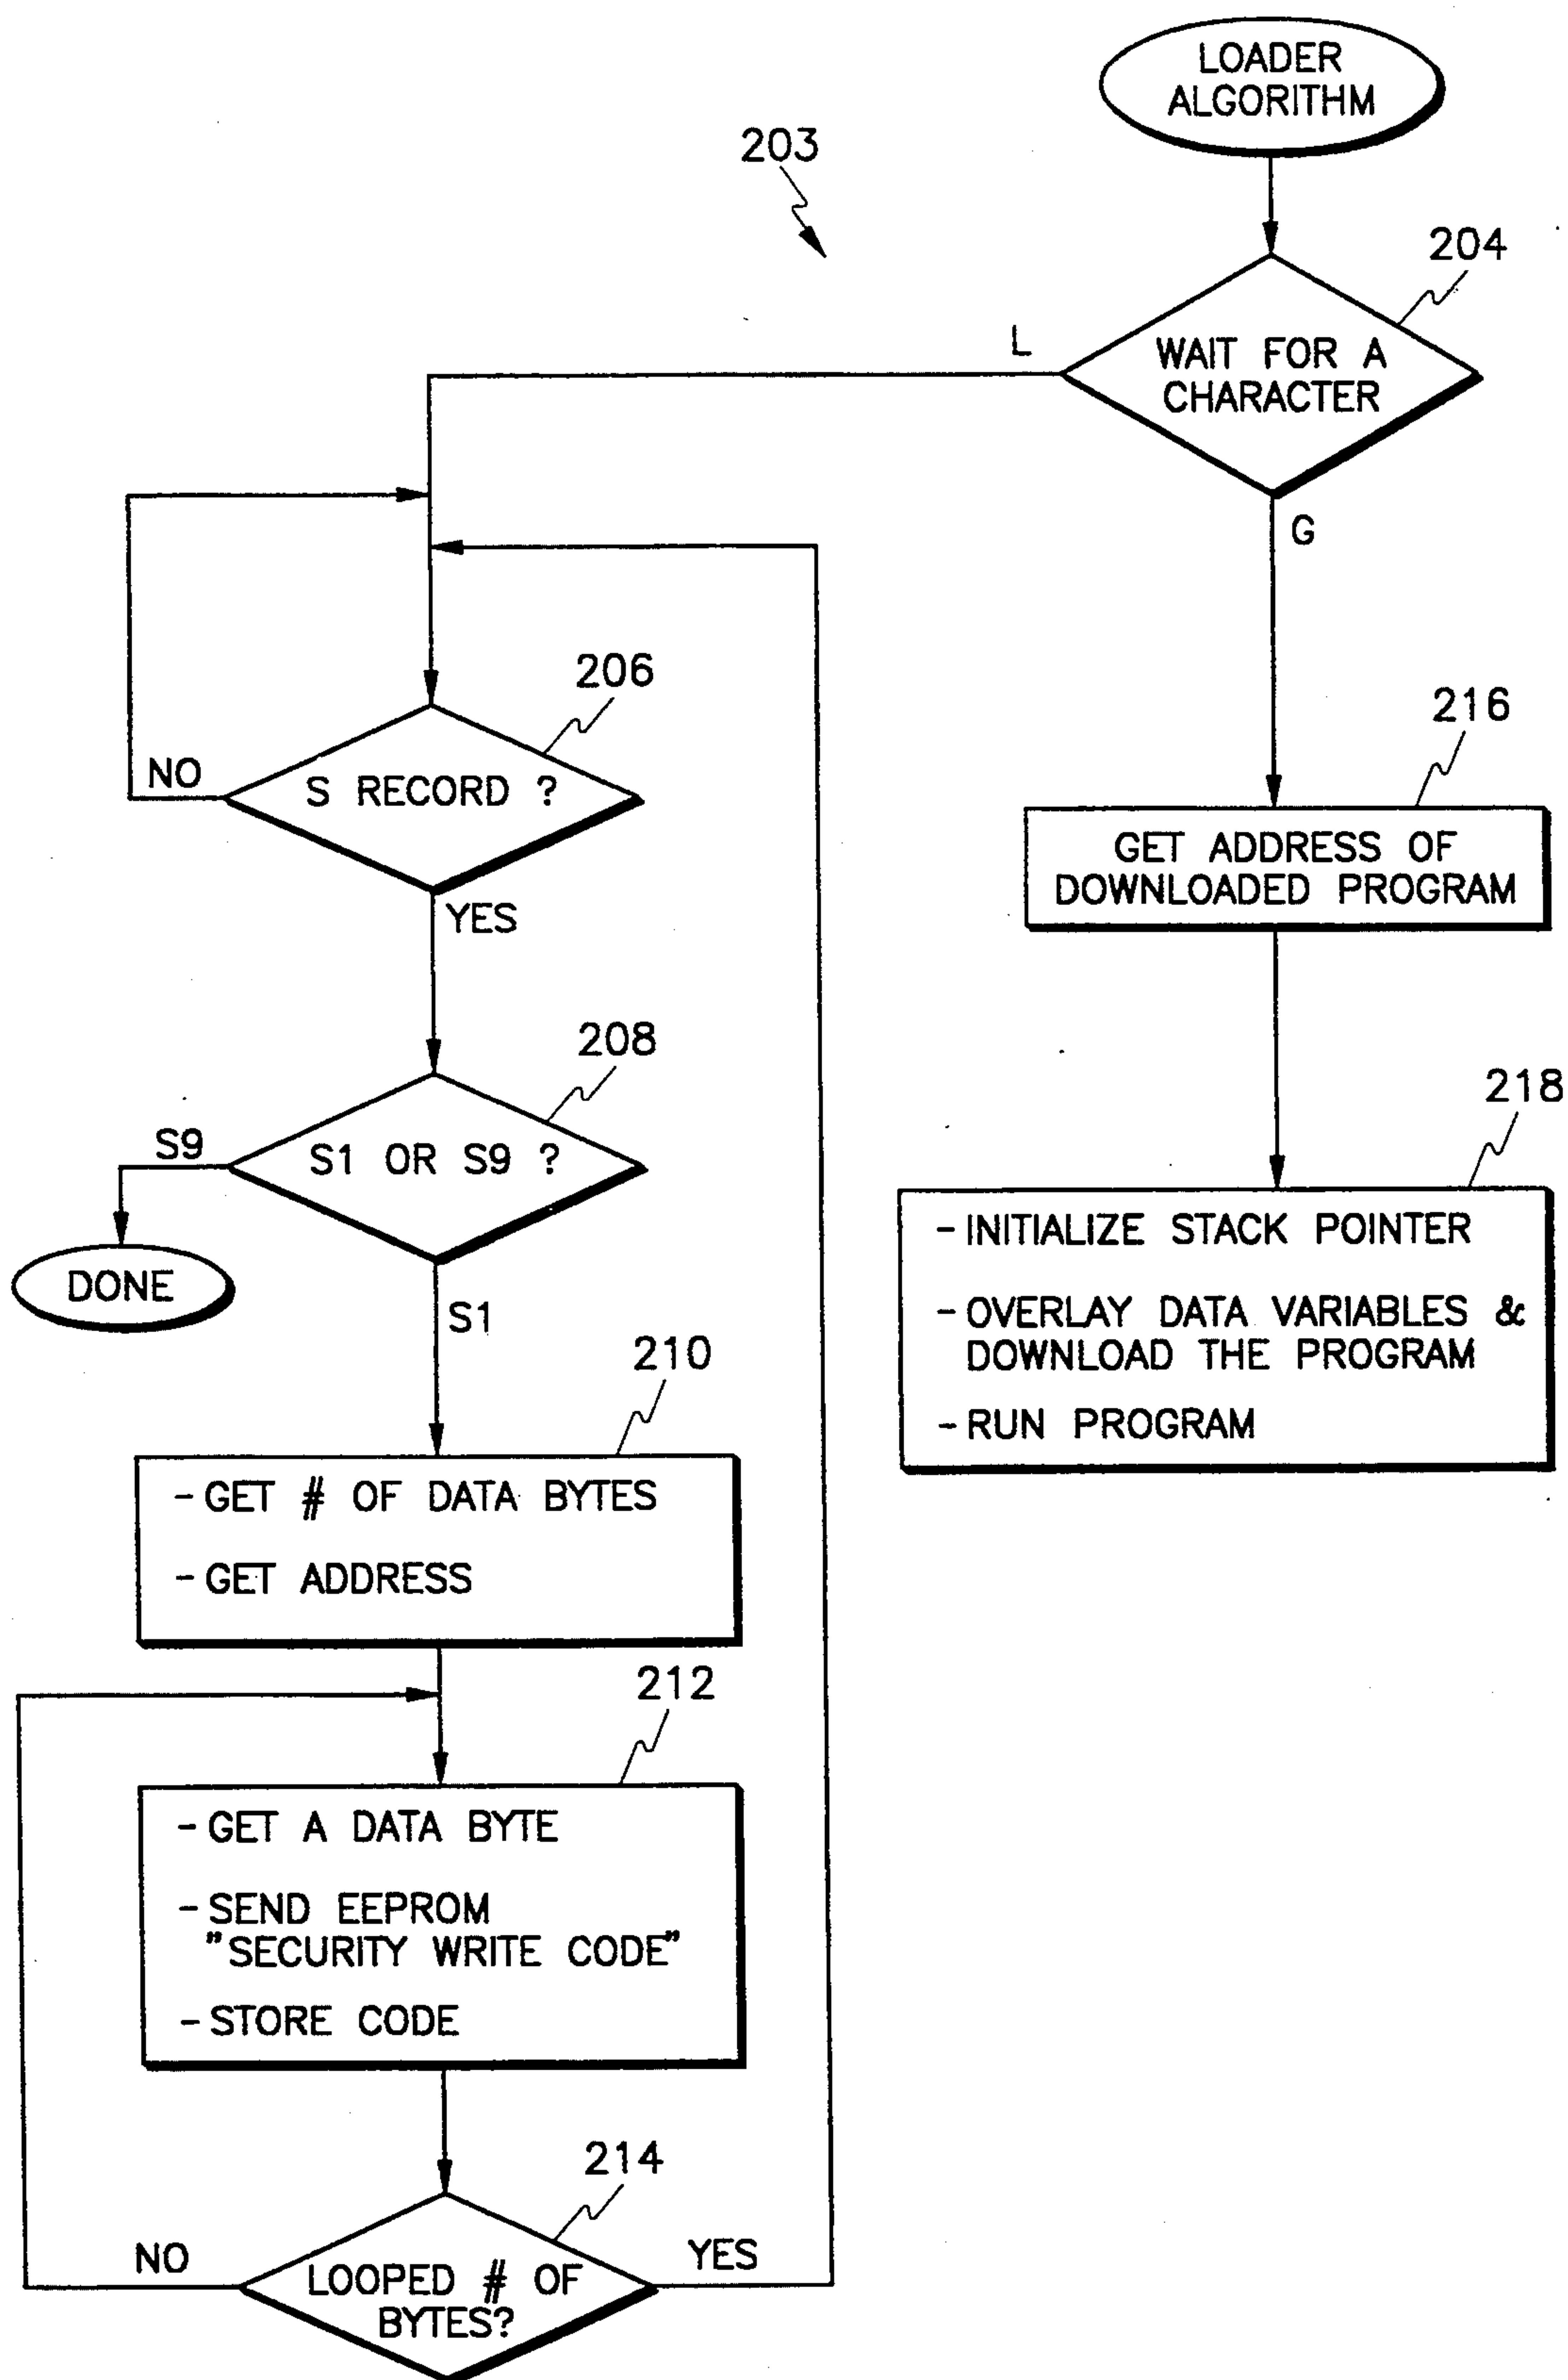 LOADER
ALGORITHM
203
204
L
WAIT FOR A
CHARACTER
G
206
NO
S RECORD ?
YES
216
GET ADDRESS OF
DOWNLOADED PROGRAM
208
S9
S1 OR S9 ?
DONE
S1
218
- INITIALIZE STACK POINTER
- OVERLAY DATA VARIABLES &
DOWNLOAD THE PROGRAM
- RUN PROGRAM
210
- GET # OF DATA BYTES
- GET ADDRESS
212
- GET A DATA BYTE
- SEND EEPROM
"SECURITY WRITE CODE"
- STORE CODE
214
NO
LOOPED # OF
BYTES?
YES